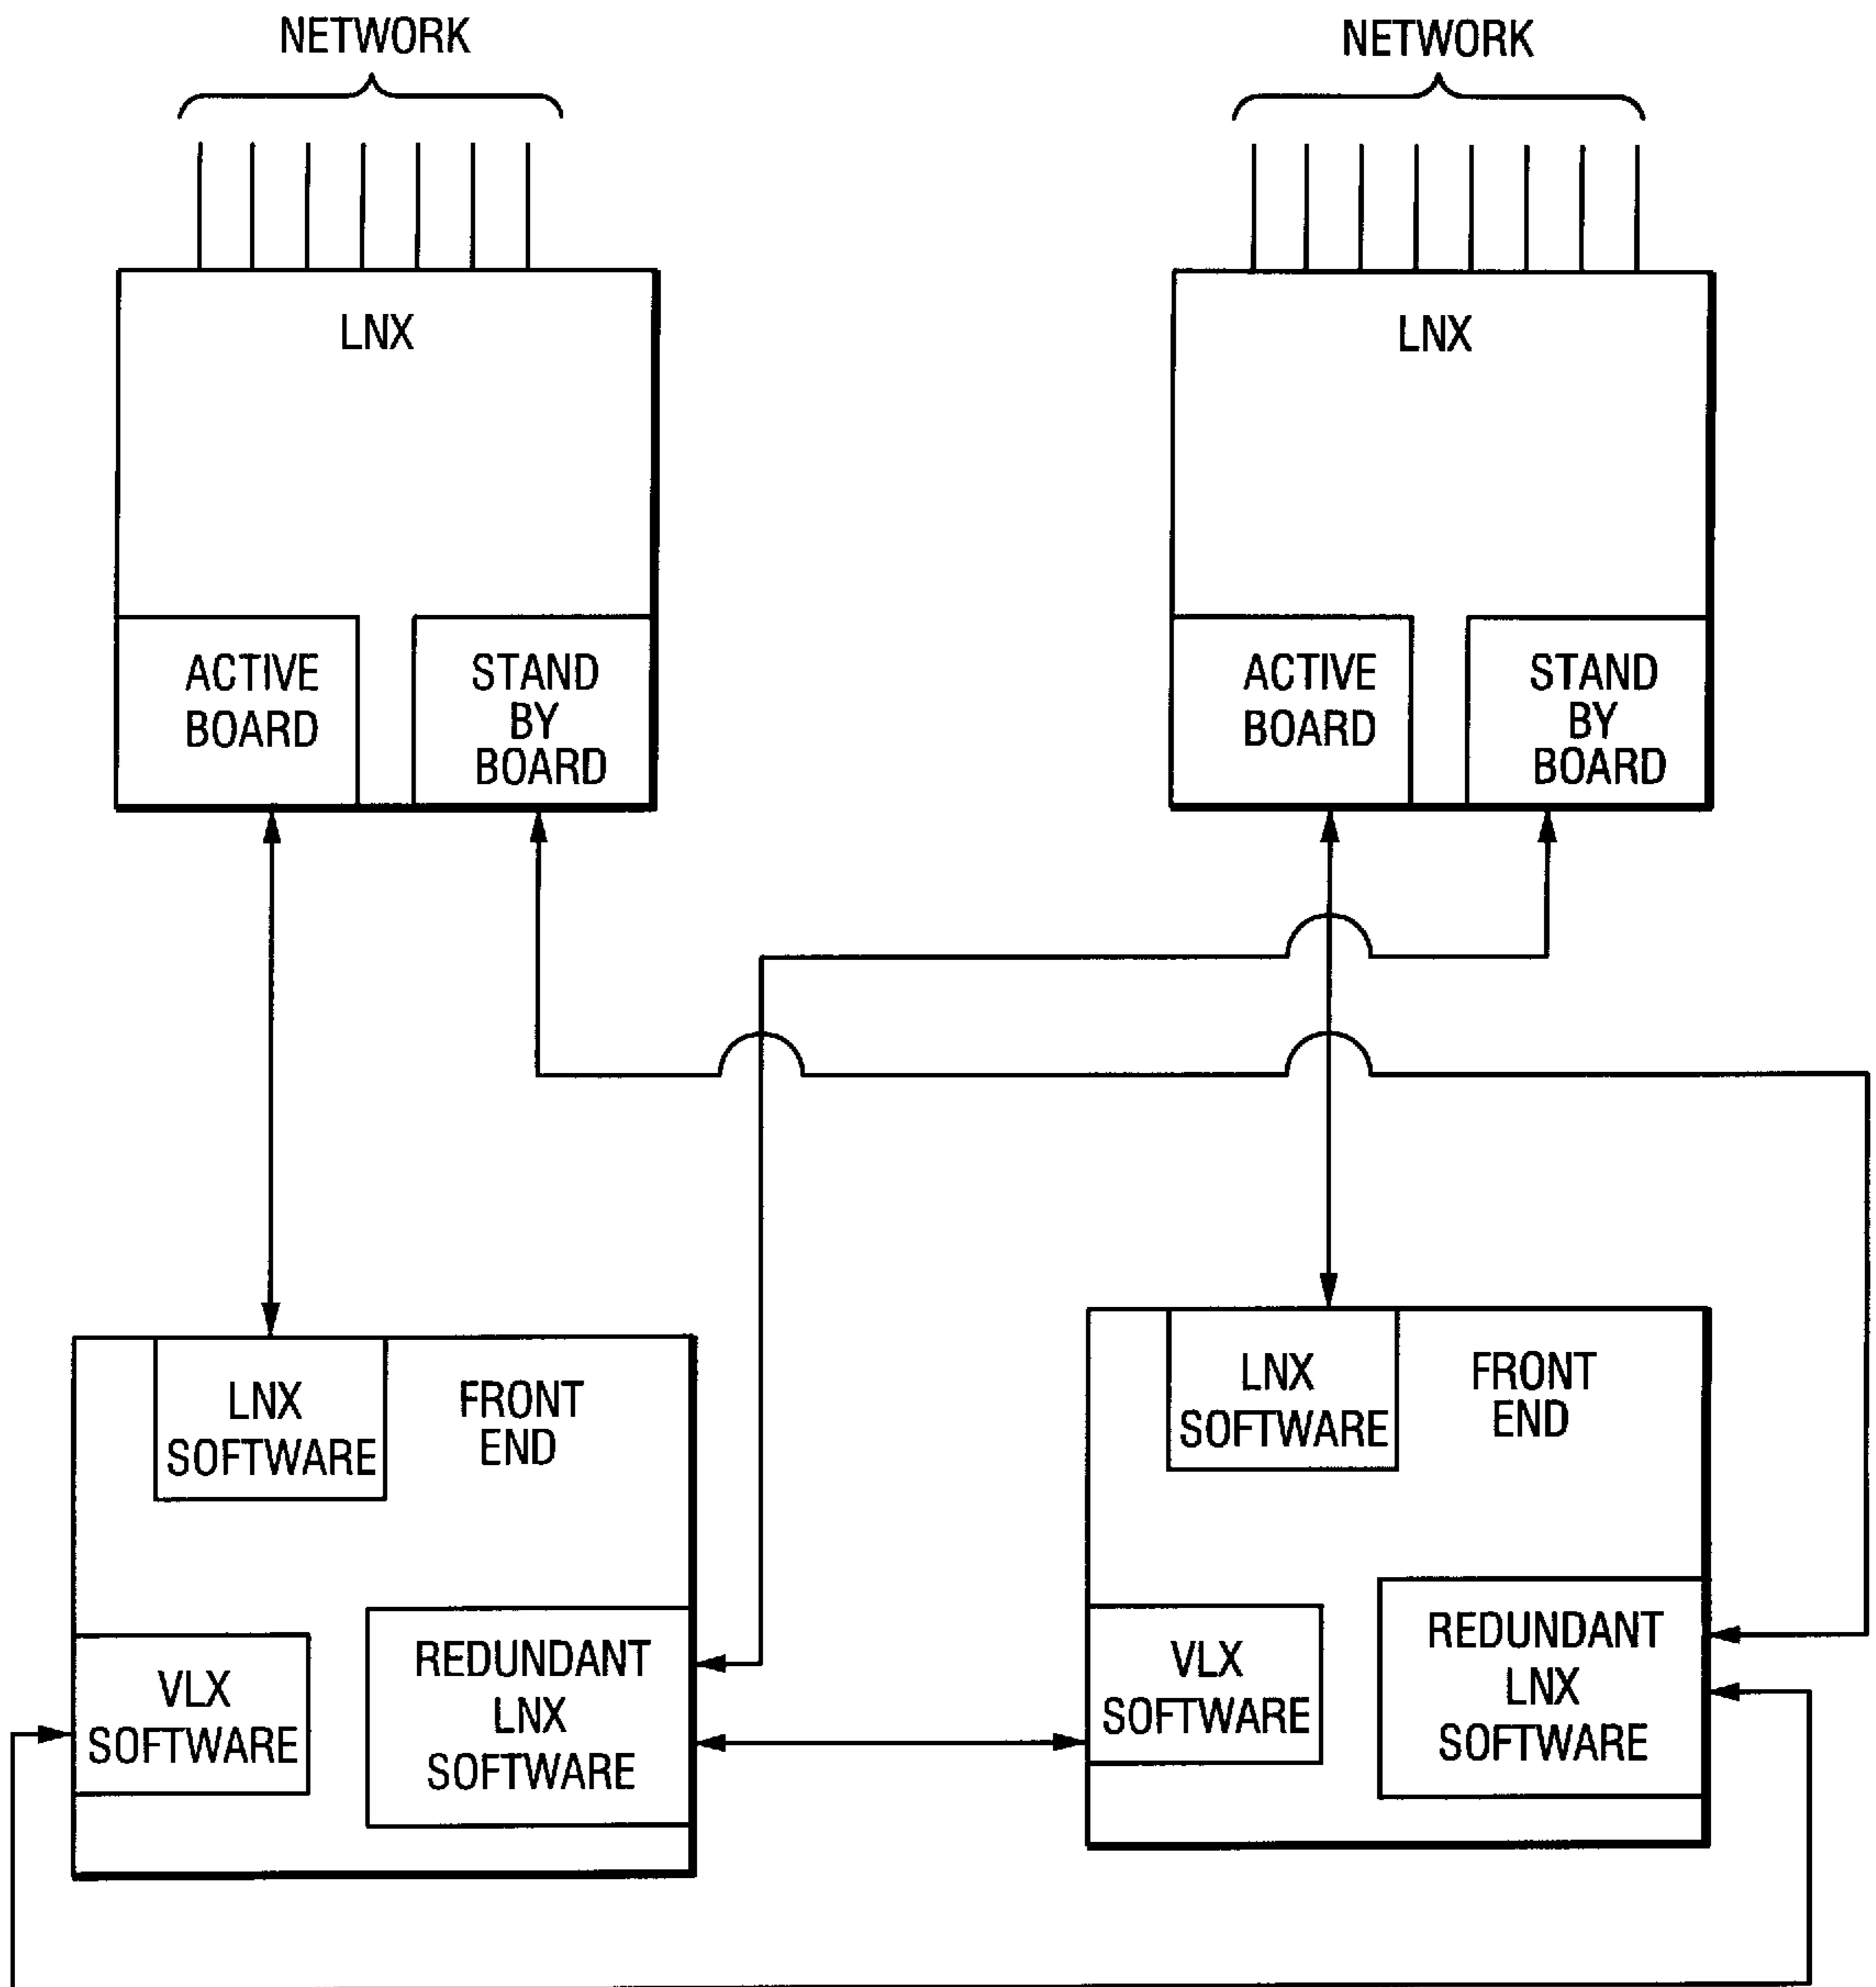 NETWORK
NETWORK
LNX
LNX
ACTIVE
BOARD
STAND
BY
BOARD
ACTIVE
BOARD
STAND
BY
BOARD
LNX
SOFTWARE
FRONT
END
VLX
SOFTWARE
REDUNDANT
LNX
SOFTWARE
LNX
SOFTWARE
FRONT
END
VLX
SOFTWARE
REDUNDANT
LNX
SOFTWARE